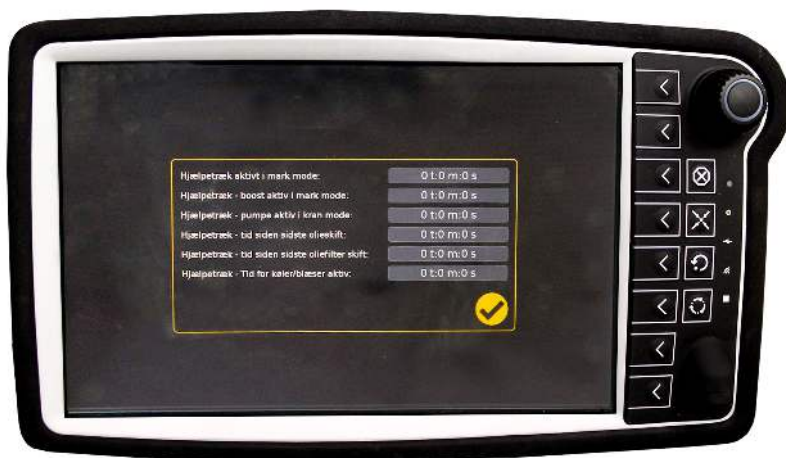 Hjælpetræk aktivt i mark mode: 0 t:0 m:0 s
Hjælpetræk - boost aktiv i mark mode: 0 t:0 m:0 s
Hjælpetræk - pumpe aktiv i kran mode: 0 t:0 m:0 s
Hjælpetræk - tid siden sidste olieskift: 0 t:0 m:0 s
Hjælpetræk - tid siden sidste oliefilter skift: 0 t:0 m:0 s
Hjælpetræk - Tid for køler/blæser aktiv: 0 t:0 m:0 s